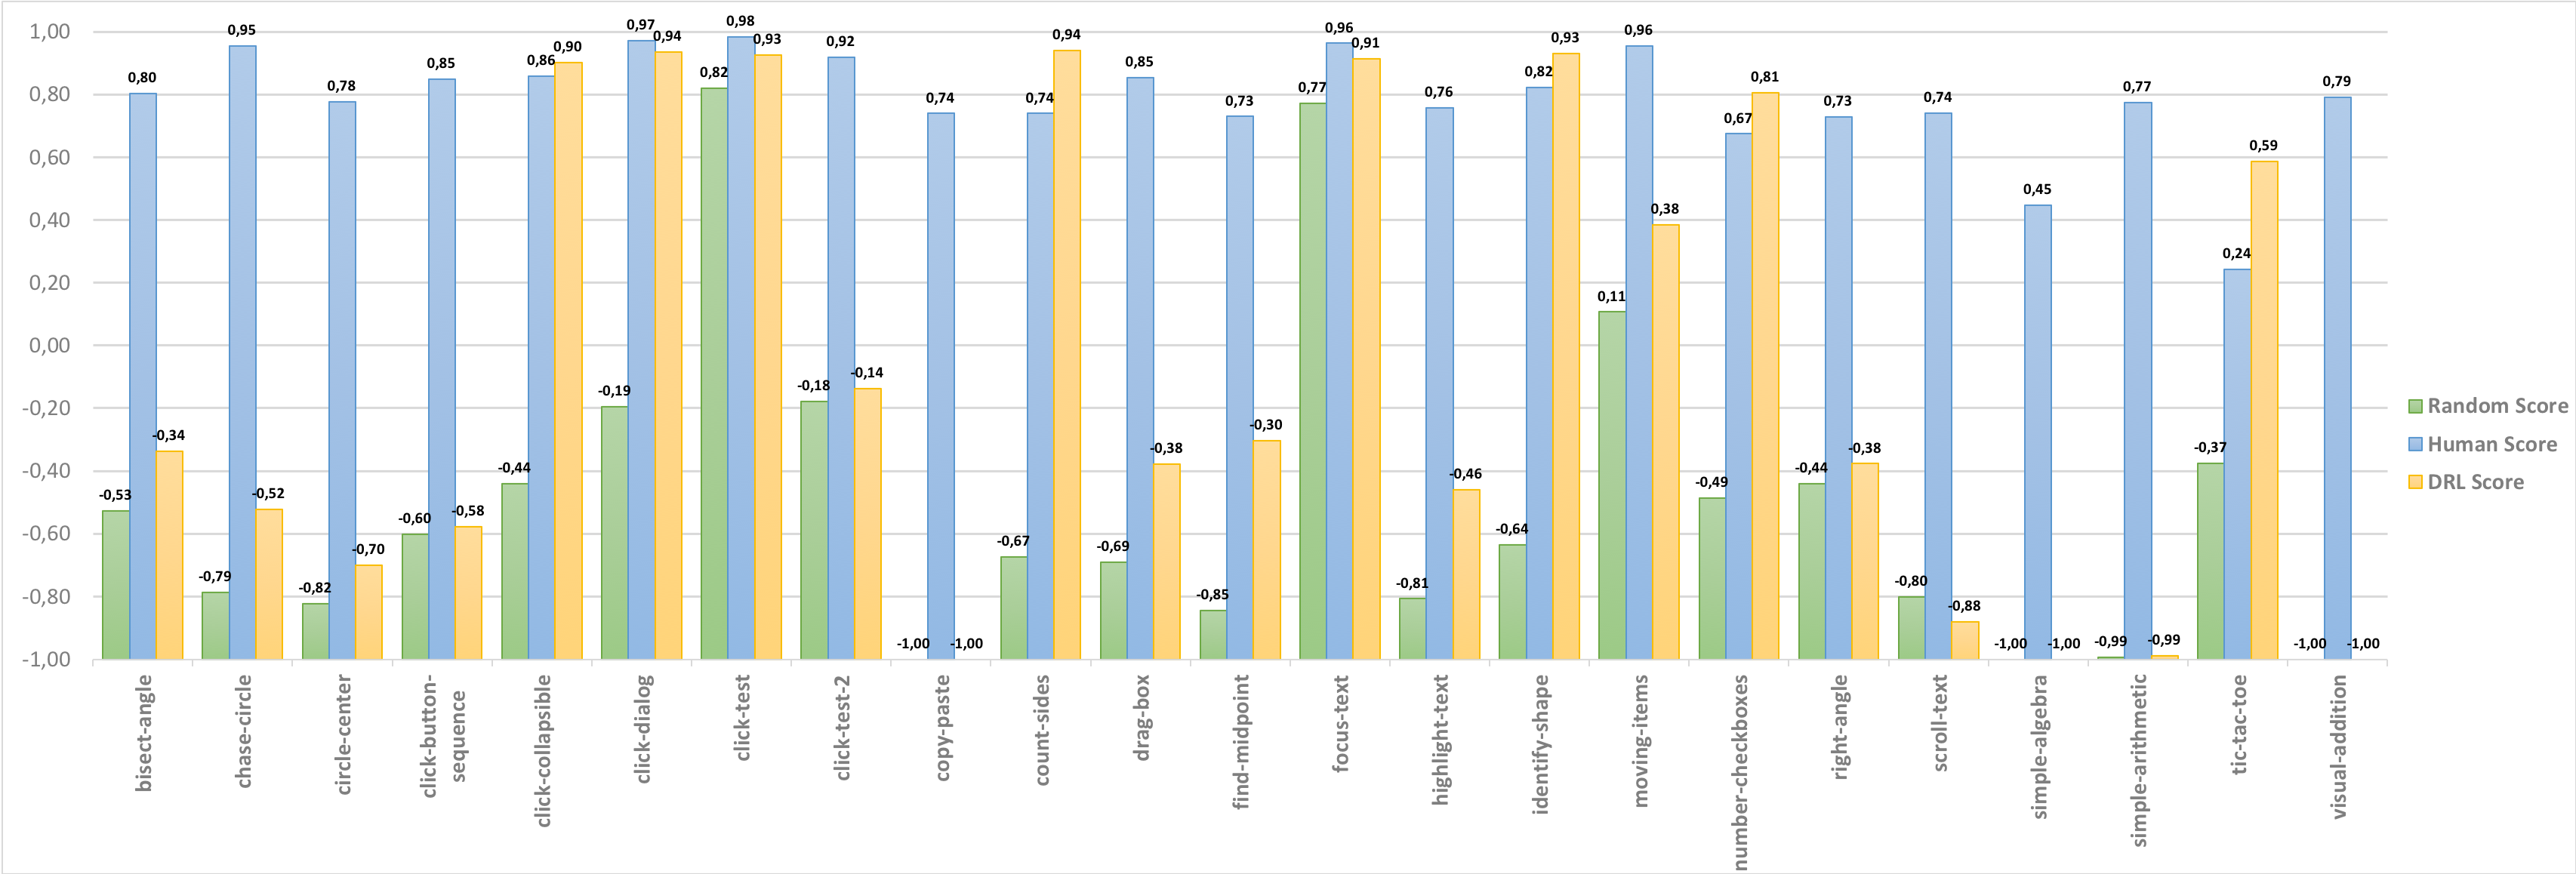 1,00
0,80
0,60
0,40
0,20
0,00
-0,20
-0,40
-0,60
-0,80
-1,00
-0,53 0,80 -0,34
-0,79 0,95 -0,52
-0,82 0,78 -0,70
-0,60 0,85 -0,58
-0,44 0,86 0,90
-0,19 0,97 0,94
0,82 0,98 0,93
-0,18 0,92 -0,14
-1,00 0,74 -1,00
-0,67 0,74 0,94
-0,69 0,85 -0,38
-0,85 0,73 -0,30
0,77 0,96 0,91
-0,81 0,76 -0,46
-0,64 0,82 0,93
0,11 0,96 0,38
-0,49 0,67 0,81
-0,44 0,73 -0,38
-0,80 0,74 -0,88
-1,00 0,45 -1,00
-0,99 0,77 -0,99
-0,37 0,24 0,59
-1,00 0,79 -1,00
bisect-angle
chase-circle
circle-center
click-button-
sequence
click-collapsible
click-dialog
click-test
click-test-2
copy-paste
count-sides
drag-box
find-midpoint
focus-text
highlight-text
identify-shape
moving-items
number-checkboxes
right-angle
scroll-text
simple-algebra
simple-arithmetic
tic-tac-toe
visual-addition
Random Score
Human Score
DRL Score